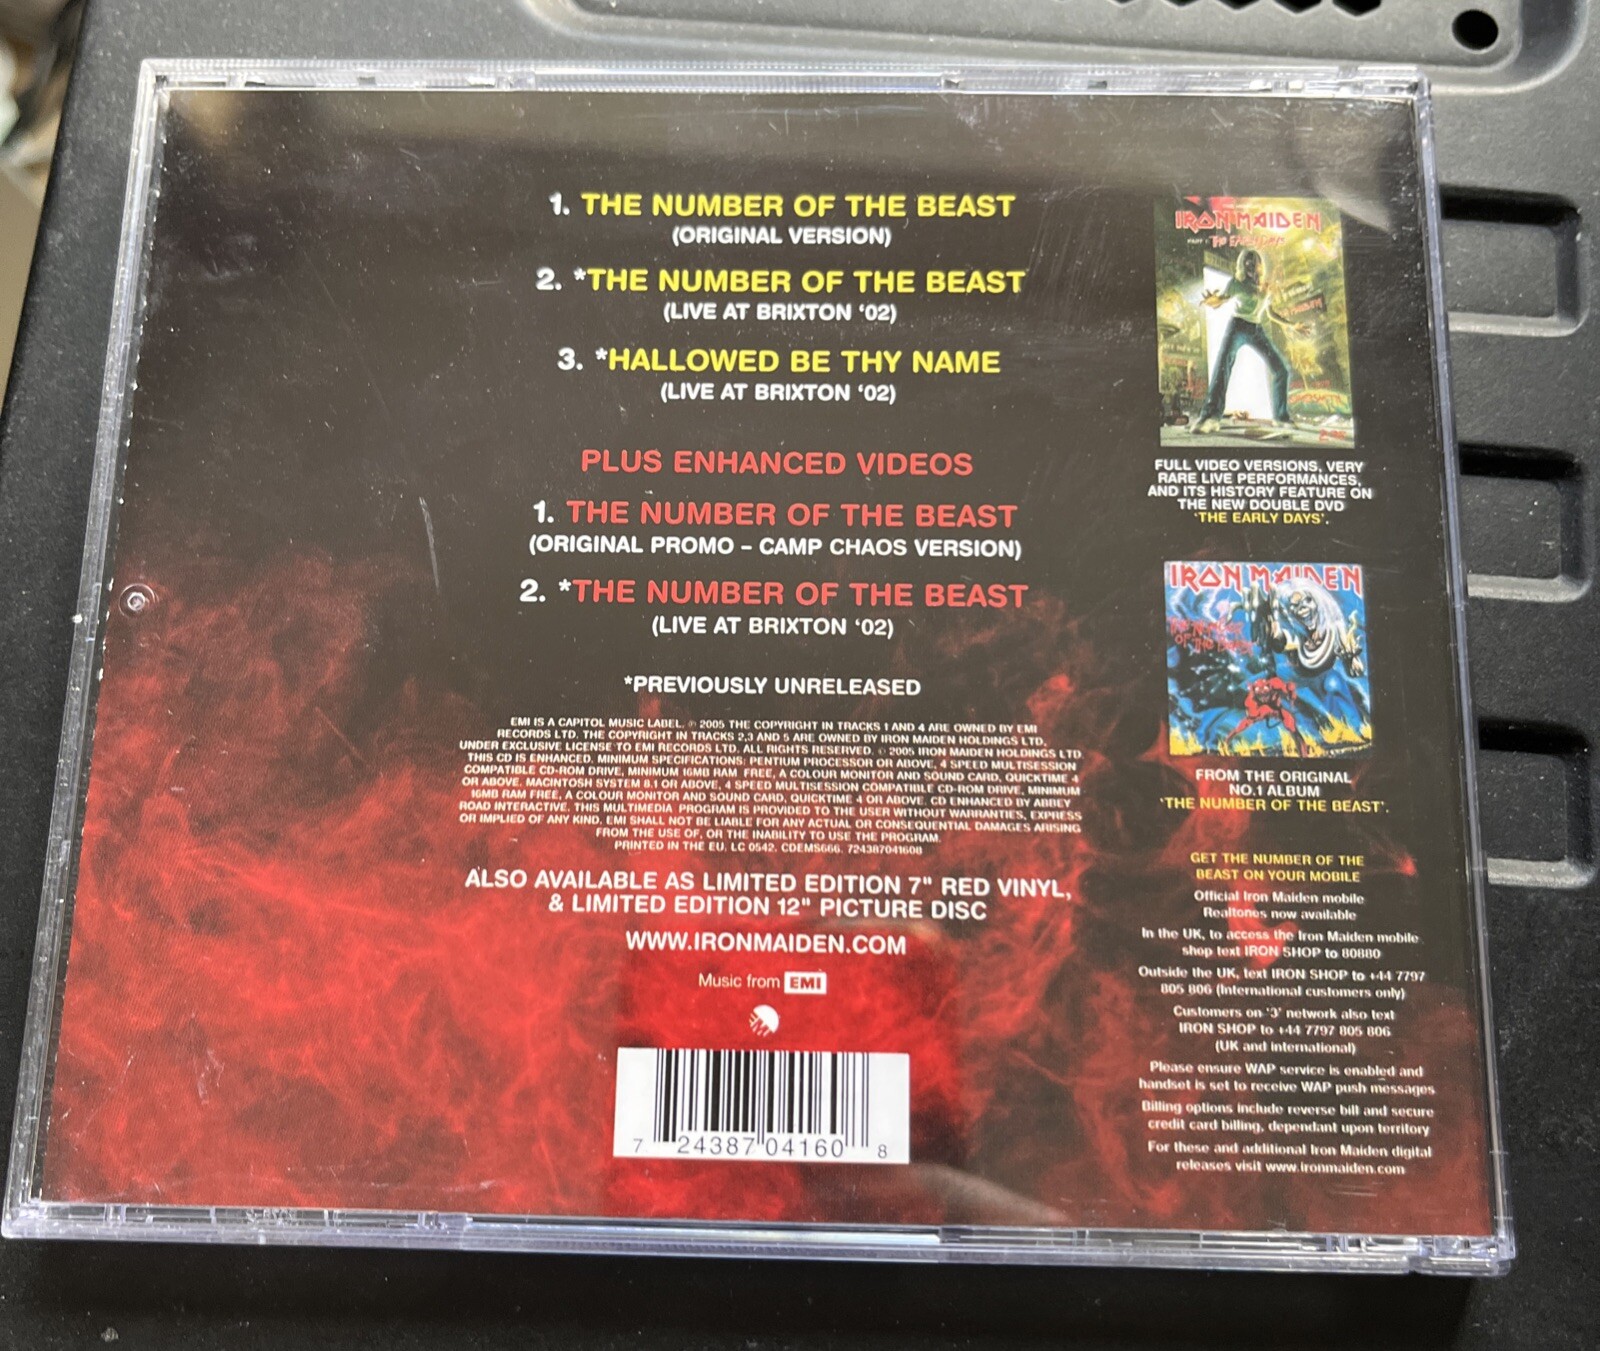 1. THE NUMBER OF THE BEAST
(ORIGINAL VERSION)
2. *THE NUMBER OF THE BEAST
(LIVE AT BRIXTON ‘02)
3. *HALLOWED BE THY NAME
(LIVE AT BRIXTON ‘02)
PLUS ENHANCED VIDEOS
1. THE NUMBER OF THE BEAST
(ORIGINAL PROMO – CAMP CHAOS VERSION)
2. *THE NUMBER OF THE BEAST
(LIVE AT BRIXTON ‘02)
*PREVIOUSLY UNRELEASED
EMI IS A CAPITOL MUSIC LABEL. ℗ 2005 THE COPYRIGHT IN TRACKS 1 AND 4 ARE OWNED BY EMI
RECORDS LTD. THE COPYRIGHT IN TRACKS 2,3 AND 5 ARE OWNED BY IRON MAIDEN HOLDINGS LTD,
UNDER EXCLUSIVE LICENSE TO EMI RECORDS LTD. ALL RIGHTS RESERVED. © 2005 IRON MAIDEN HOLDINGS LTD
THIS CD IS ENHANCED. MINIMUM SPECIFICATIONS: PENTIUM PROCESSOR OR ABOVE, 4 SPEED MULTISESSION
COMPATIBLE CD-ROM DRIVE, MINIMUM 16MB RAM FREE, A COLOUR MONITOR AND SOUND CARD, QUICKTIME 4
OR ABOVE. MACINTOSH SYSTEM 8.1 OR ABOVE, 4 SPEED MULTISESSION COMPATIBLE CD-ROM DRIVE, MINIMUM
16MB RAM FREE, A COLOUR MONITOR AND SOUND CARD, QUICKTIME 4 OR ABOVE. CD ENHANCED BY ABBEY
ROAD INTERACTIVE. THIS MULTIMEDIA PROGRAM IS PROVIDED TO THE USER WITHOUT WARRANTIES, EXPRESS
OR IMPLIED OF ANY KIND. EMI SHALL NOT BE LIABLE FOR ANY ACTUAL OR CONSEQUENTIAL DAMAGES ARISING
FROM THE USE OF, OR THE INABILITY TO USE THE PROGRAM.
PRINTED IN THE EU. LC 0542. CDEMS666. 724387041608
ALSO AVAILABLE AS LIMITED EDITION 7" RED VINYL,
& LIMITED EDITION 12" PICTURE DISC
WWW.IRONMAIDEN.COM
Music from EMI
7 24387 04160 8
IRON MAIDEN
THE EARLY DAYS
FULL VIDEO VERSIONS, VERY
RARE LIVE PERFORMANCES,
AND ITS HISTORY FEATURE ON
THE NEW DOUBLE DVD
‘THE EARLY DAYS’.
IRON MAIDEN
THE NUMBER
OF THE BEAST
FROM THE ORIGINAL
NO.1 ALBUM
‘THE NUMBER OF THE BEAST’.
GET THE NUMBER OF THE
BEAST ON YOUR MOBILE
Official Iron Maiden mobile
Realtones now available
In the UK, to access the Iron Maiden mobile
shop text IRON SHOP to 80880
Outside the UK, text IRON SHOP to +44 7797
805 806 (International customers only)
Customers on ‘3’ network also text
IRON SHOP to +44 7797 805 806
(UK and international)
Please ensure WAP service is enabled and
handset is set to receive WAP push messages
Billing options include reverse bill and secure
credit card billing, dependant upon territory
For these and additional Iron Maiden digital
releases visit www.ironmaiden.com